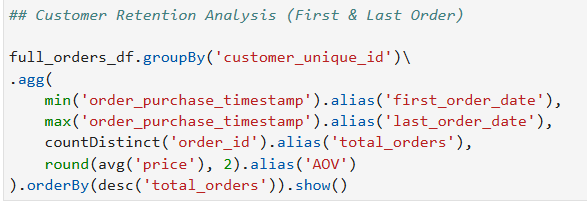 ## Customer Retention Analysis (First & Last Order)
full_orders_df.groupBy('customer_unique_id')\
.agg(
    min('order_purchase_timestamp').alias('first_order_date'),
    max('order_purchase_timestamp').alias('last_order_date'),
    countDistinct('order_id').alias('total_orders'),
    round(avg('price'), 2).alias('AOV')
).orderBy(desc('total_orders')).show()